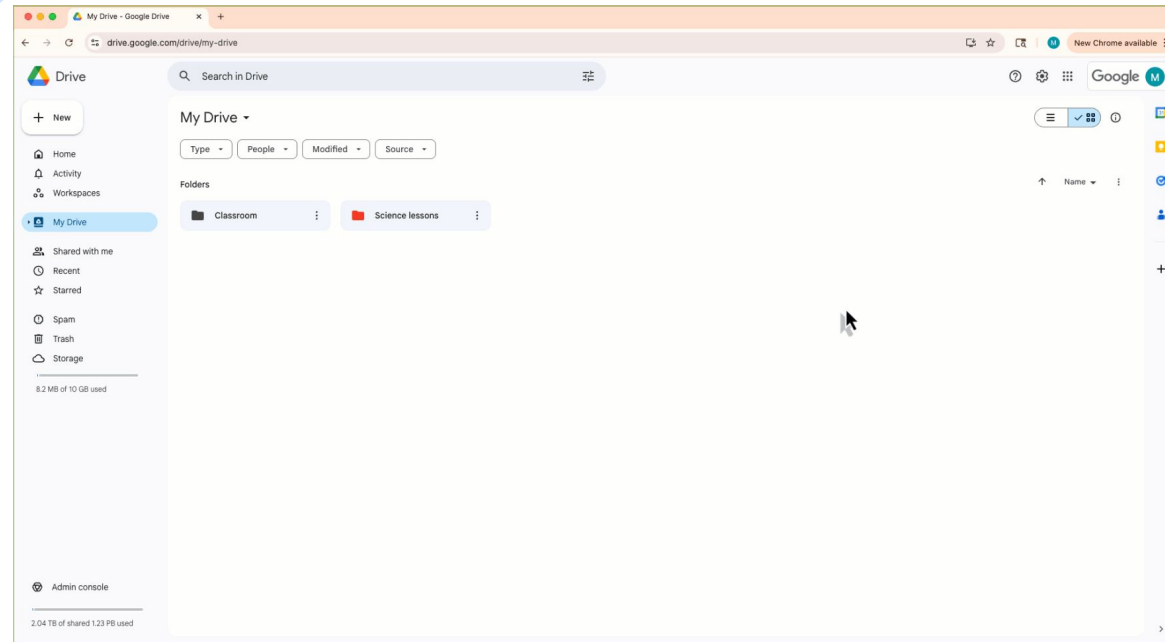 My Drive - Google Drive
drive.google.com/drive/my-drive
M
New Chrome available
Drive
Search in Drive
Google
M
New
My Drive
Type
People
Modified
Source
Home
Activity
Workspaces
My Drive
Shared with me
Recent
Starred
Spam
Trash
Storage
8.2 MB of 10 GB used
Folders
Name
Classroom
Science lessons
Admin console
2.04 TB of shared 1.23 PB used